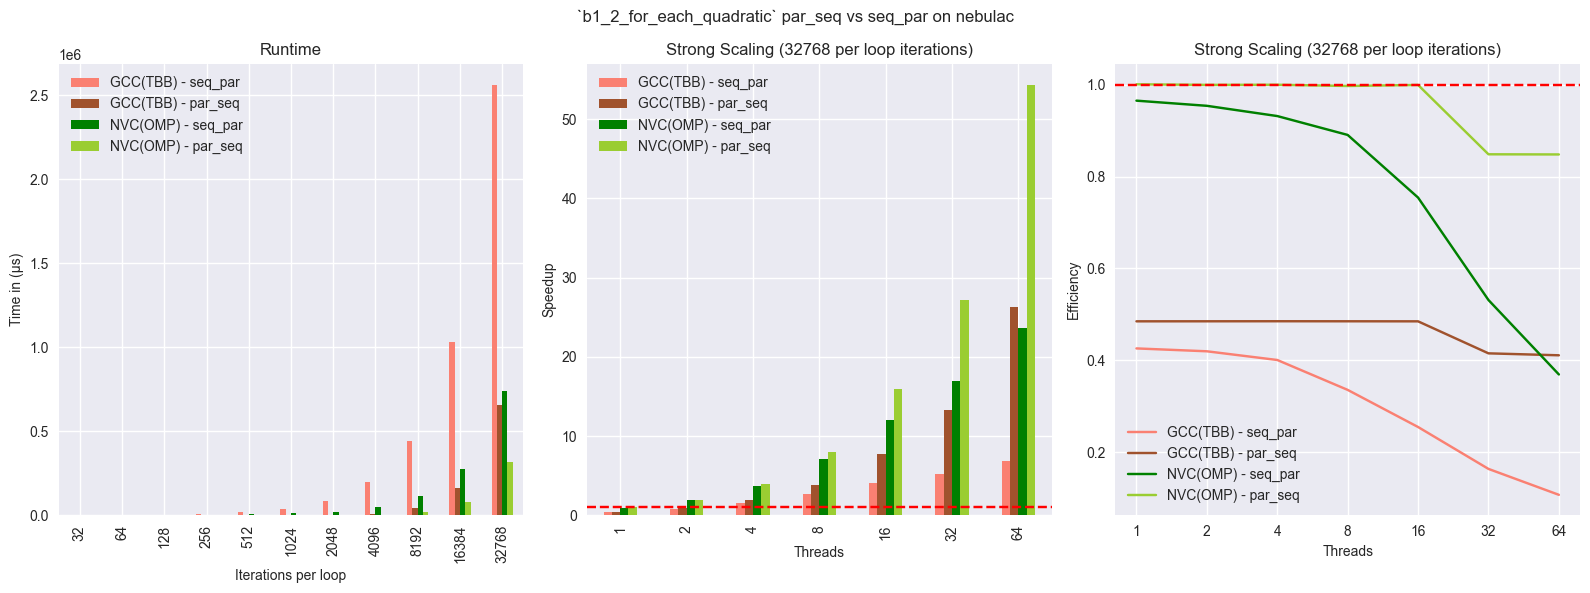 `b1_2_for_each_quadratic` par_seq vs seq_par on nebulac
Runtime
1e6
GCC(TBB) - seq_par
GCC(TBB) - par_seq
NVC(OMP) - seq_par
NVC(OMP) - par_seq
2.5
2.0
1.5
1.0
0.5
0.0
Time in (µs)
32
64
128
256
512
1024
2048
4096
8192
16384
32768
Iterations per loop
Strong Scaling (32768 per loop iterations)
GCC(TBB) - seq_par
GCC(TBB) - par_seq
NVC(OMP) - seq_par
NVC(OMP) - par_seq
50
40
30
20
10
0
Speedup
1
2
4
8
16
32
64
Threads
Strong Scaling (32768 per loop iterations)
1.0
0.8
0.6
0.4
0.2
Efficiency
GCC(TBB) - seq_par
GCC(TBB) - par_seq
NVC(OMP) - seq_par
NVC(OMP) - par_seq
1
2
4
8
16
32
64
Threads